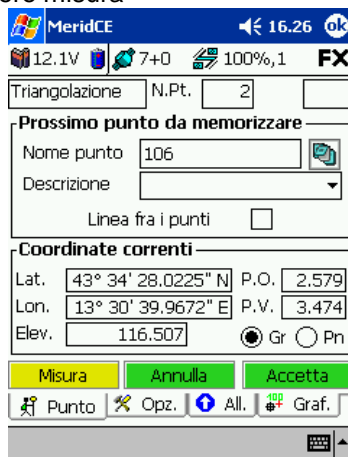 MeridCE 16.26 ok
12.1V 7+0 100%,1 FX
Triangolazione N.Pt. 2
Prossimo punto da memorizzare
Nome punto 106
Descrizione
Linea fra i punti
Coordinate correnti
Lat. 43° 34' 28.0225" N P.O. 2.579
Lon. 13° 30' 39.9672" E P.V. 3.474
Elev. 116.507 Gr Pn
Misura Annulla Accetta
Punto Opz. All. Graf.